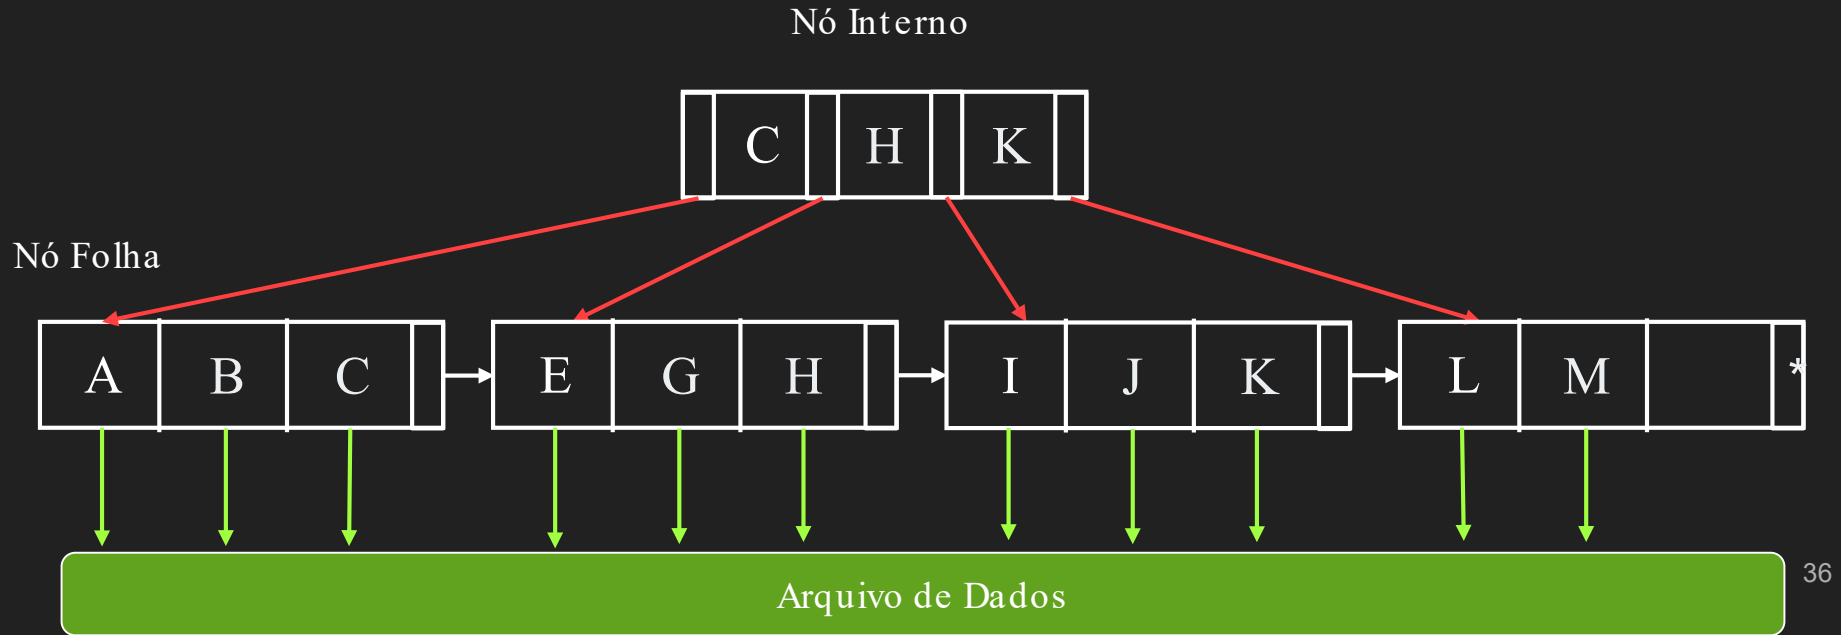 Nó Interno
C H K
Nó Folha
A B C E G H I J K L M *
Arquivo de Dados
36